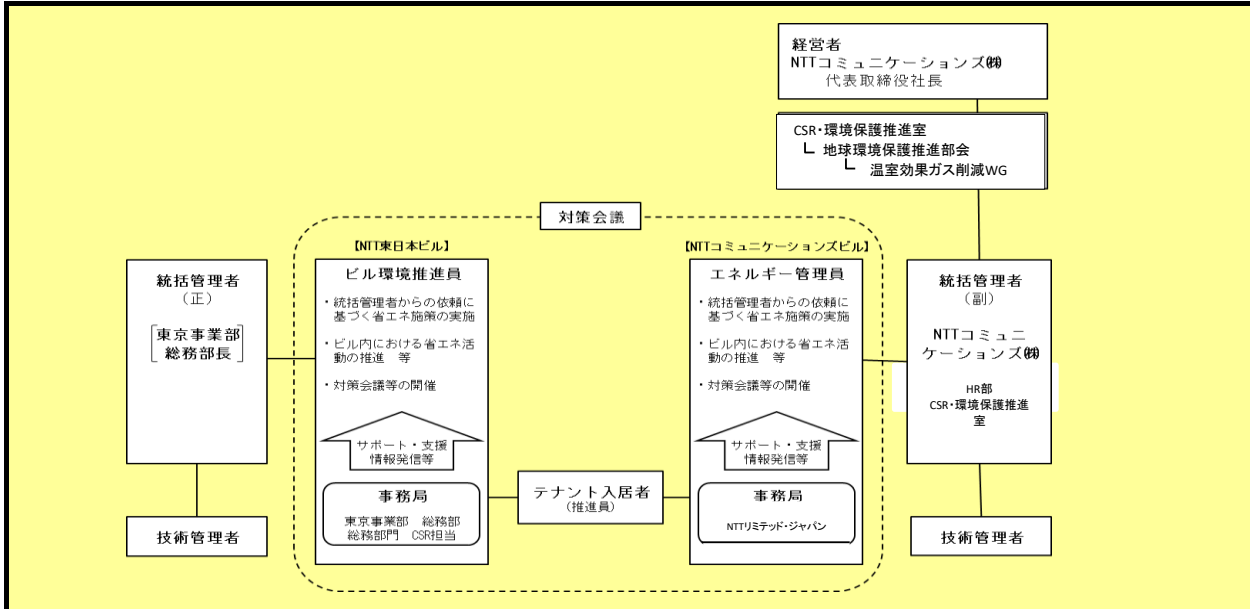 経営者
NTTコミュニケーションズ㈱
代表取締役社長
CSR・環境保護推進室
┗ 地球環境保護推進部会
┗ 温室効果ガス削減WG
対策会議
【NTT東日本ビル】
【NTTコミュニケーションズビル】
統括管理者
（正）
東京事業部
総務部長
技術管理者
ビル環境推進員
・統括管理者からの依頼に
基づく省エネ施策の実施
・ビル内における省エネ活
動の推進 等
・対策会議等の開催
サポート・支援
情報発信等
事務局
東京事業部 総務部
総務部門 CSR担当
テナント入居者
（推進員）
エネルギー管理員
・統括管理者からの依頼に
基づく省エネ施策の実施
・ビル内における省エネ活
動の推進 等
・対策会議等の開催
サポート・支援
情報発信等
事務局
NTTリミテッド・ジャパン
統括管理者
（副）
NTTコミュニ
ケーションズ㈱
HR部
CSR・環境保護推進
室
技術管理者